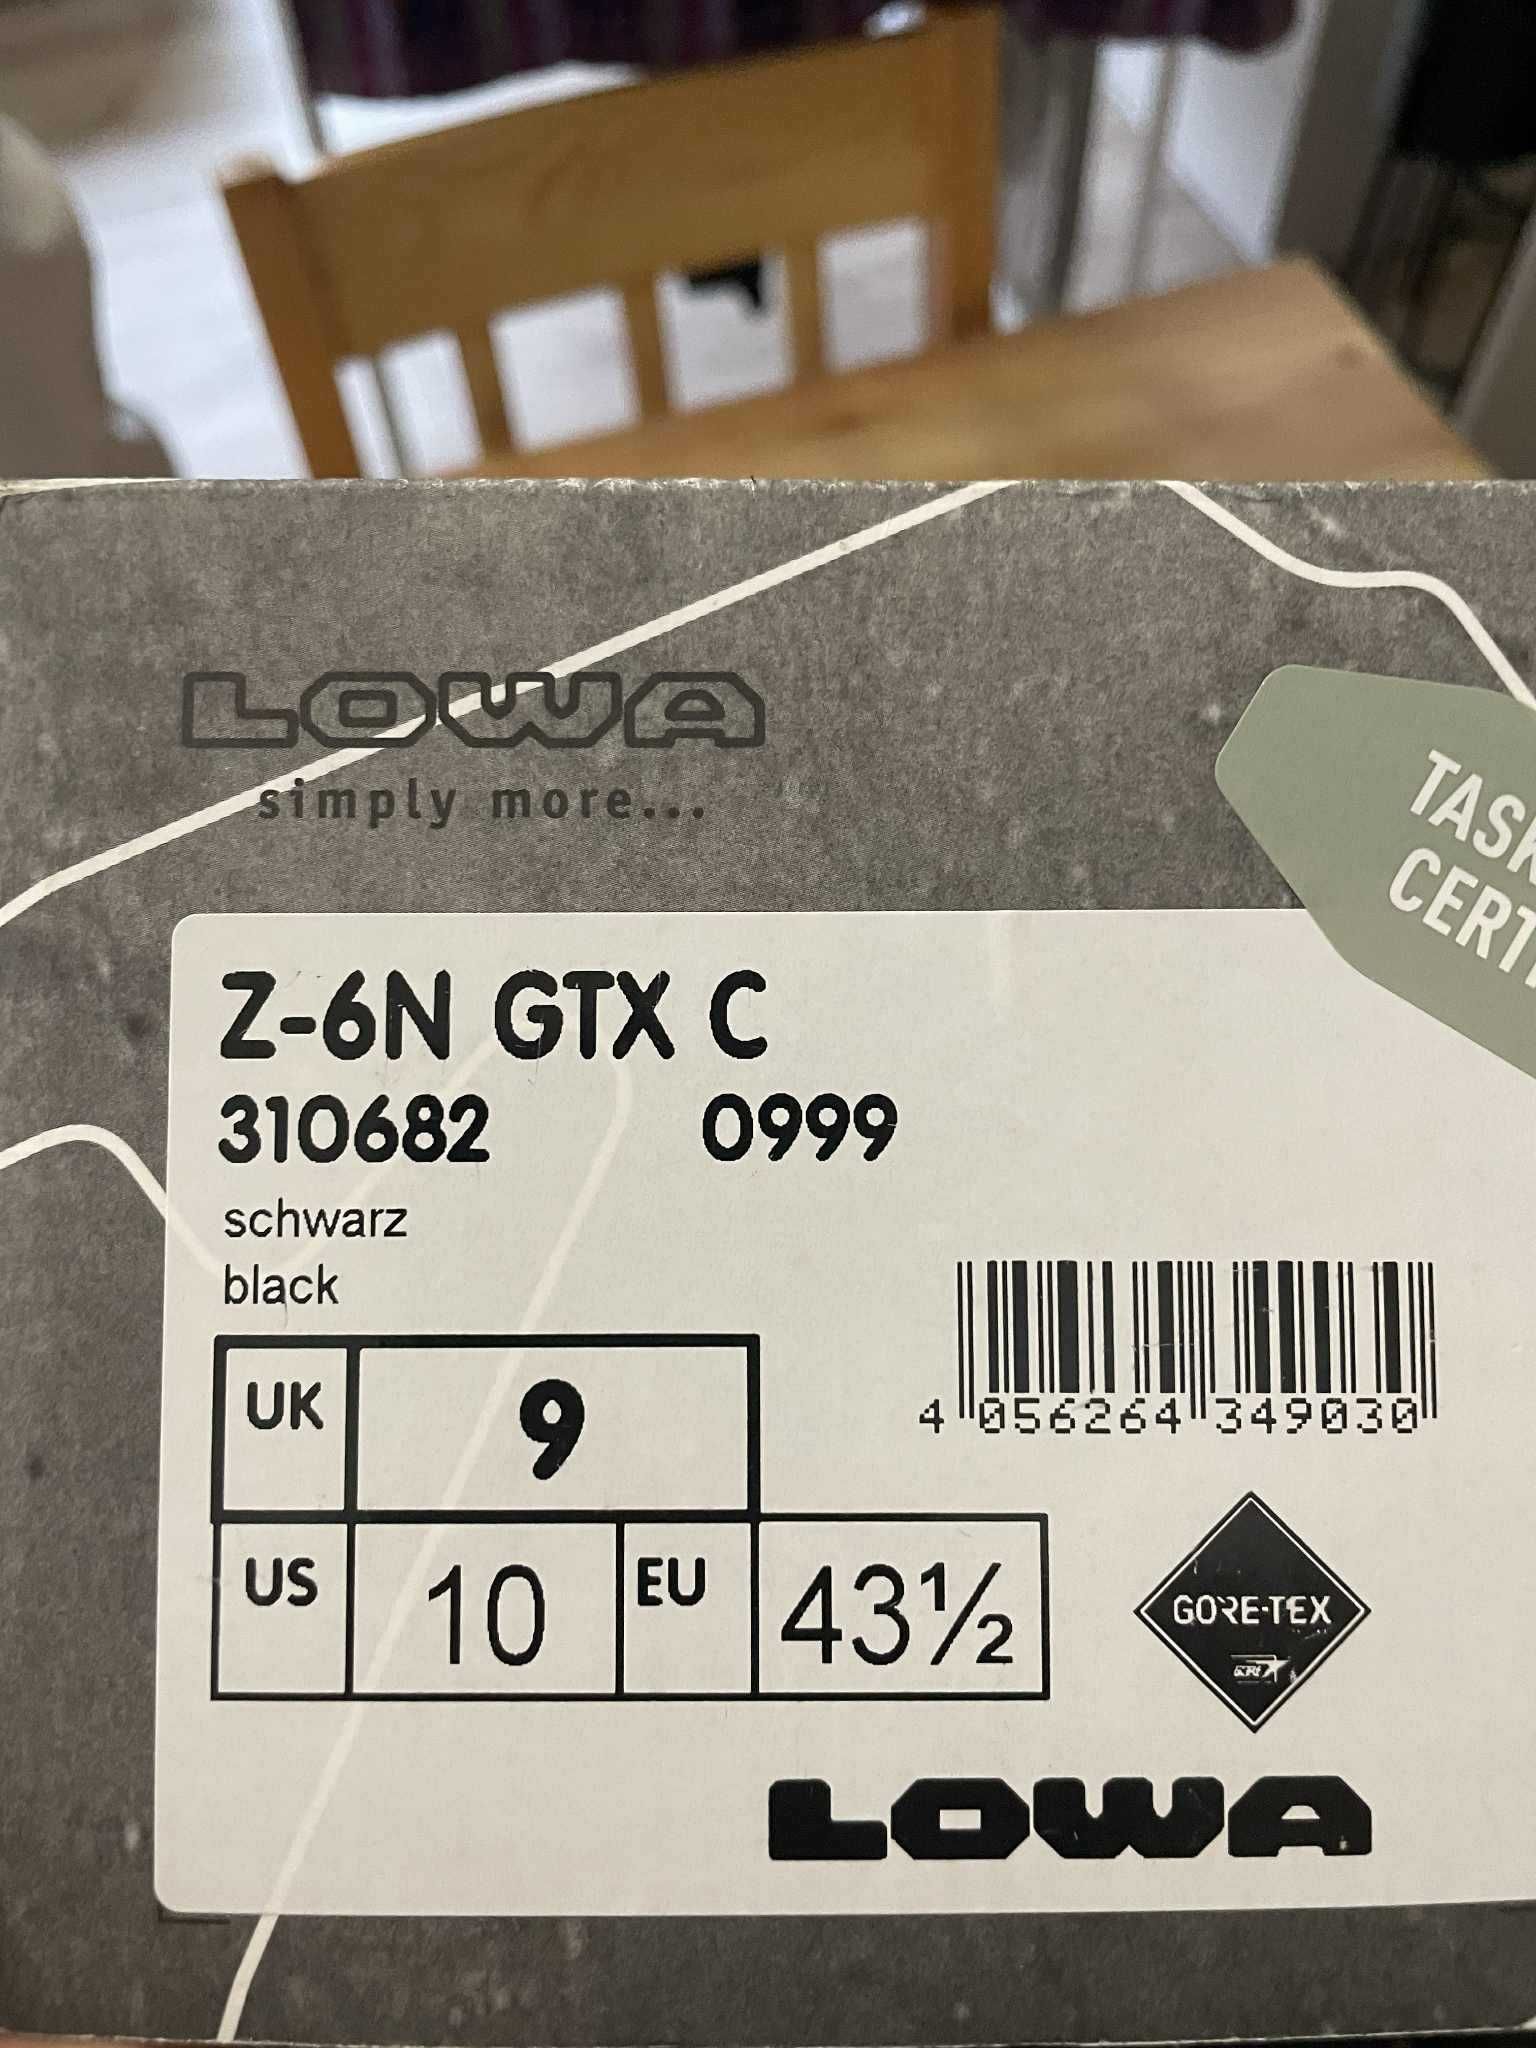 LOWA
simply more...
TASK
CERTI
Z-6N GTX C
310682 0999
schwarz
black
4 056264 349030
UK 9
US 10 EU 43½
GORE-TEX
LOWA